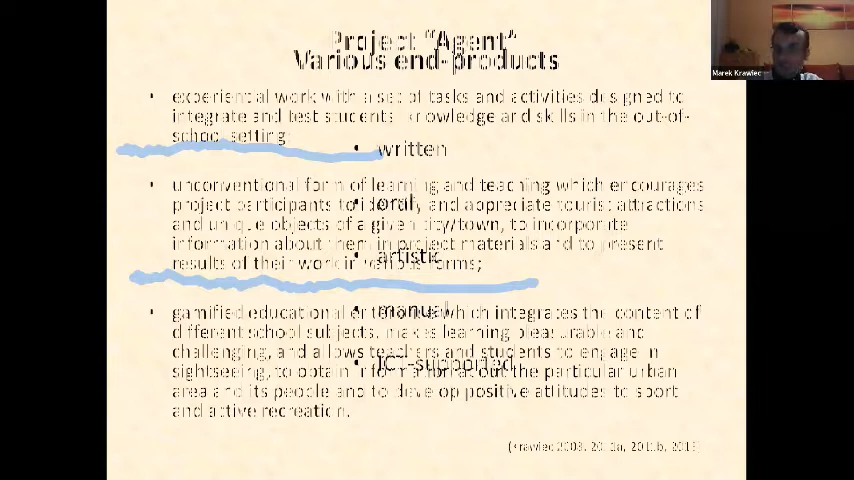 Project “Agent”
Various end-products
Marek Krawiec
• experiential work with a set of tasks and activities designed to
integrate and test students' knowledge and skills in the out-of-
school setting;
• written
• unconventional form of learning and teaching which encourages
project participants to identify and appreciate tourist attractions
• oral
and unique objects of a given city/town, to incorporate
information about them in project materials and to present
• artistic
results of their work in various forms;
• manual
• gamified educational which integrates the content of
different school subjects, makes learning pleasurable and
challenging, and allows teachers and students to engage in
• ICT-supported
sightseeing, to obtain information about the particular urban
area and its people and to develop positive attitudes to sport
and active recreation.
(Krawiec 2008,